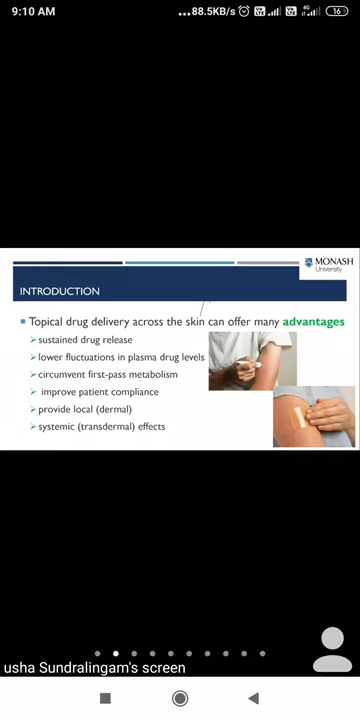 9:10 AM
...88.5KB/s
4G
16
MONASH
University
INTRODUCTION
Topical drug delivery across the skin can offer many advantages
sustained drug release
lower fluctuations in plasma drug levels
circumvent first-pass metabolism
improve patient compliance
provide local (dermal)
systemic (transdermal) effects
usha Sundralingam's screen